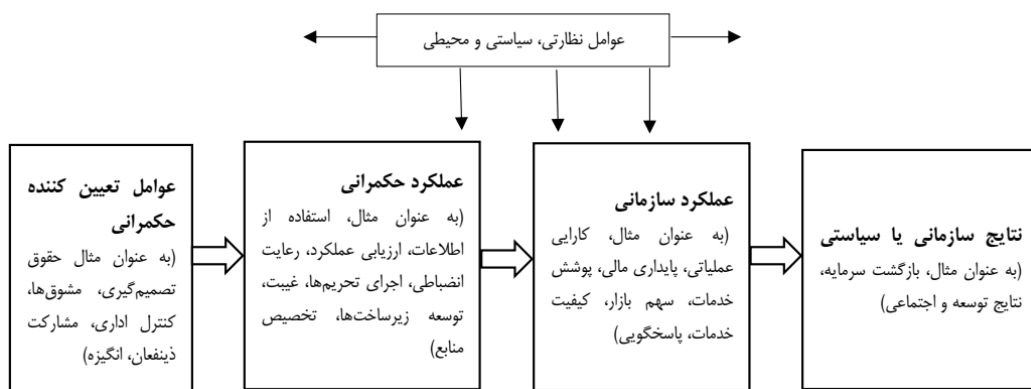 عوامل نظارتی، سیاستی و محیطی
عوامل تعیین کننده
حکمرانی
(به عنوان مثال حقوق
تصمیم‌گیری، مشوق‌ها،
کنترل اداری، مشارکت
ذینفعان، انگیزه)
عملکرد حکمرانی
(به عنوان مثال، استفاده از
اطلاعات، ارزیابی عملکرد، رعایت
انضباطی، اجرای تحریم‌ها، غیبت،
توسعه زیرساخت‌ها، تخصیص
منابع)
عملکرد سازمانی
(به عنوان مثال، کارایی
عملیاتی، پایداری مالی، پوشش
خدمات، سهم بازار، کیفیت
خدمات، پاسخگویی)
نتایج سازمانی یا سیاستی
(به عنوان مثال، بازگشت سرمایه،
نتایج توسعه و اجتماعی)